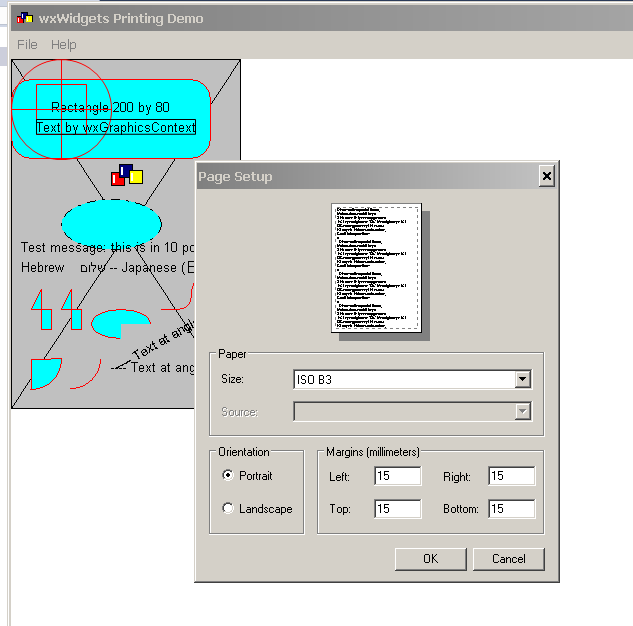 wxWidgets Printing Demo
File Help
Rectangle 200 by 80
Text by wxGraphicsContext
Test message: this is in 10 po
Hebrew שלום -- Japanese (
---- Text at angl
---- Text at ang
Page Setup
Paper
Size: ISO B3
Source:
Orientation
Portrait
Landscape
Margins (millimeters)
Left: 15 Right: 15
Top: 15 Bottom: 15
OK Cancel